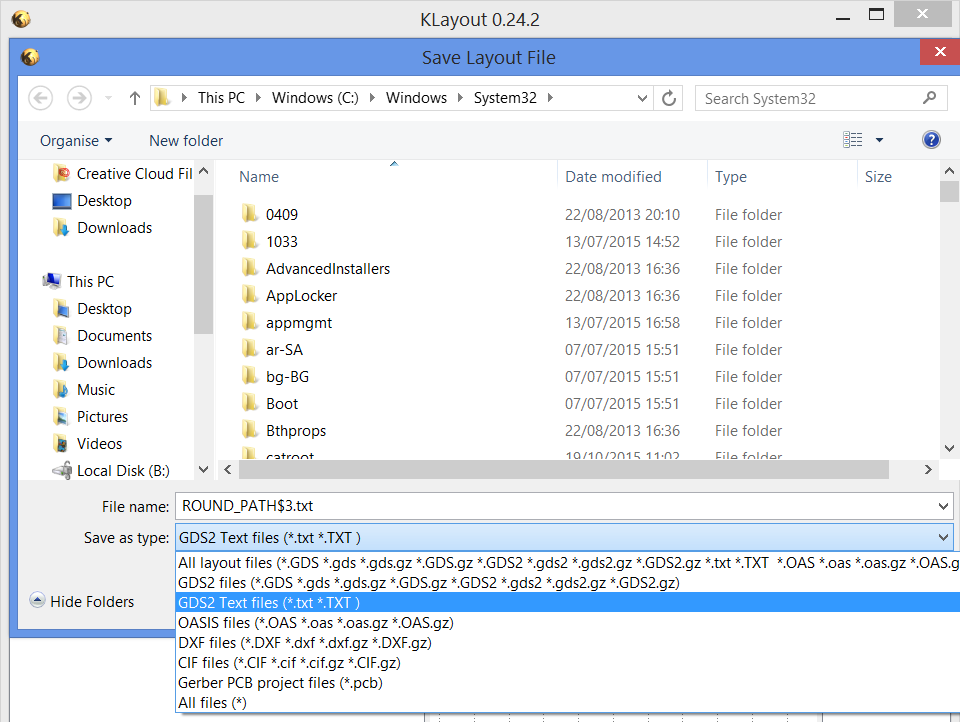 KLayout 0.24.2
Save Layout File
This PC Windows (C:) Windows System32
Search System32
Organise New folder
Name Date modified Type Size
Creative Cloud Fil
Desktop
Downloads
This PC
Desktop
Documents
Downloads
Music
Pictures
Videos
Local Disk (B:)
0409 22/08/2013 20:10 File folder
1033 13/07/2015 14:52 File folder
AdvancedInstallers 22/08/2013 16:36 File folder
AppLocker 22/08/2013 16:36 File folder
appmgmt 13/07/2015 16:58 File folder
ar-SA 07/07/2015 15:51 File folder
bg-BG 07/07/2015 15:51 File folder
Boot 07/07/2015 15:51 File folder
Bthprops 22/08/2013 16:36 File folder
catroot 19/10/2015 11:02 File folder
File name: ROUND_PATH$3.txt
Save as type: GDS2 Text files (*.txt *.TXT )
All layout files (*.GDS *.gds *.gds.gz *.GDS.gz *.GDS2 *.gds2 *.gds2.gz *.GDS2.gz *.txt *.TXT *.OAS *.oas *.oas.gz *.OAS.g
GDS2 files (*.GDS *.gds *.gds.gz *.GDS.gz *.GDS2 *.gds2 *.gds2.gz *.GDS2.gz)
GDS2 Text files (*.txt *.TXT )
OASIS files (*.OAS *.oas *.oas.gz *.OAS.gz)
DXF files (*.DXF *.dxf *.dxf.gz *.DXF.gz)
CIF files (*.CIF *.cif *.cif.gz *.CIF.gz)
Gerber PCB project files (*.pcb)
All files (*)
Hide Folders